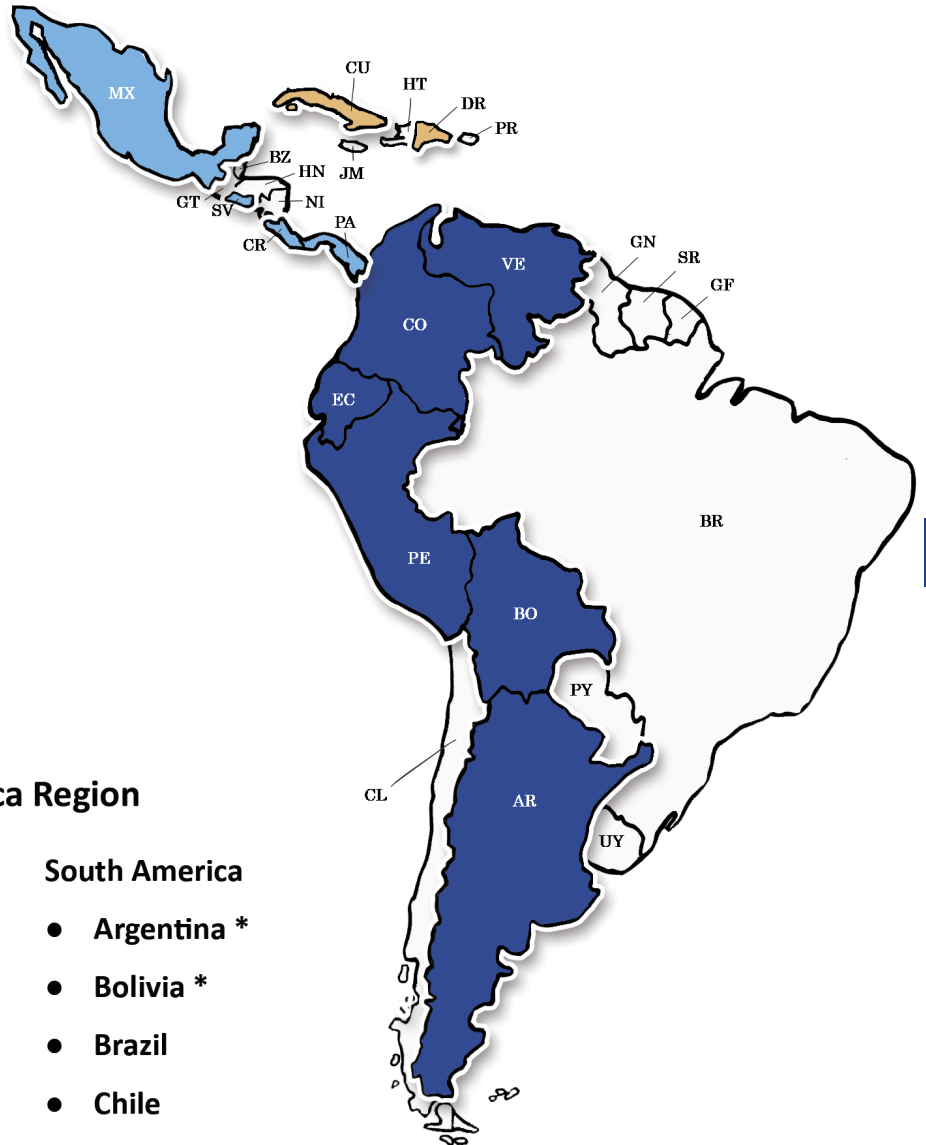 MX
CU
HT
DR
PR
JM
BZ
HN
GT
SV
NI
CR
PA
GN
SR
GF
VE
CO
EC
BR
PE
BO
PY
CL
AR
UY
ca Region
South America
● Argentina *
● Bolivia *
● Brazil
● Chile